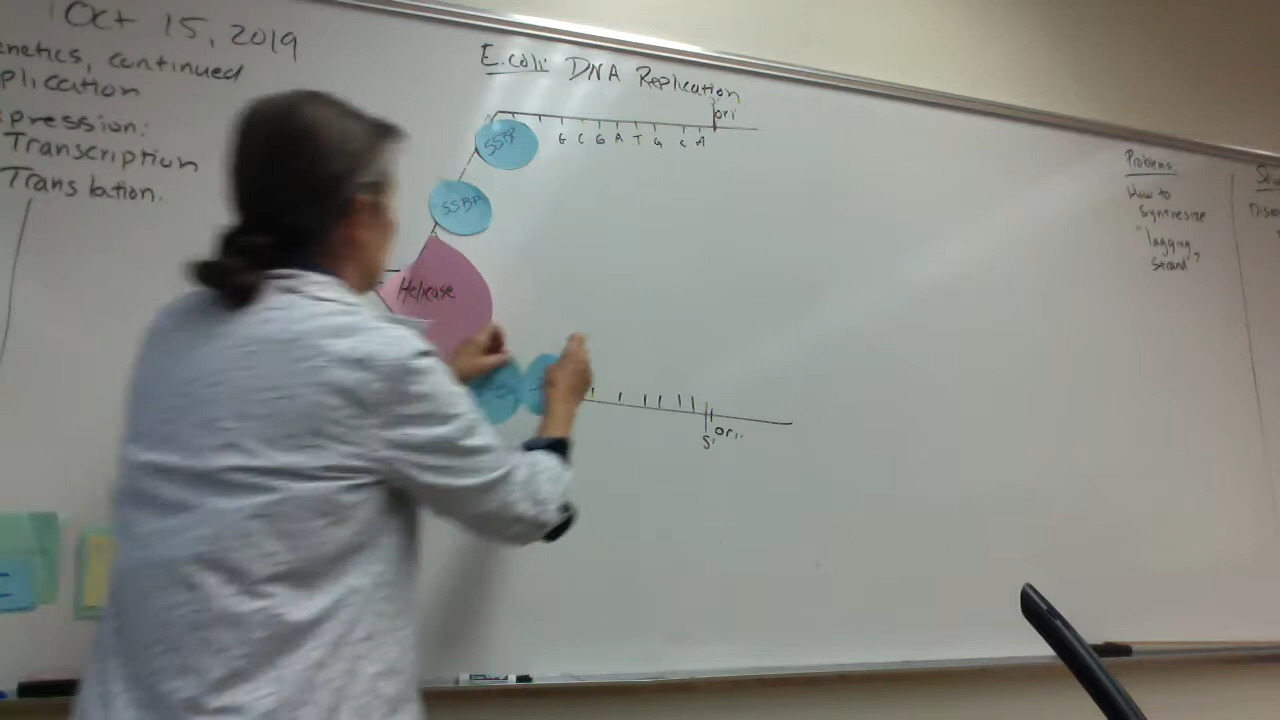 Oct 15, 2019
enetics, continued
plication
pression:
Transcription
Translation.
E.coli DNA Replication
ori
G C G A T G C A
SSBP
SSBP
Helicase
5' ori
Problems
How to
Synthesize
"lagging
Strand"